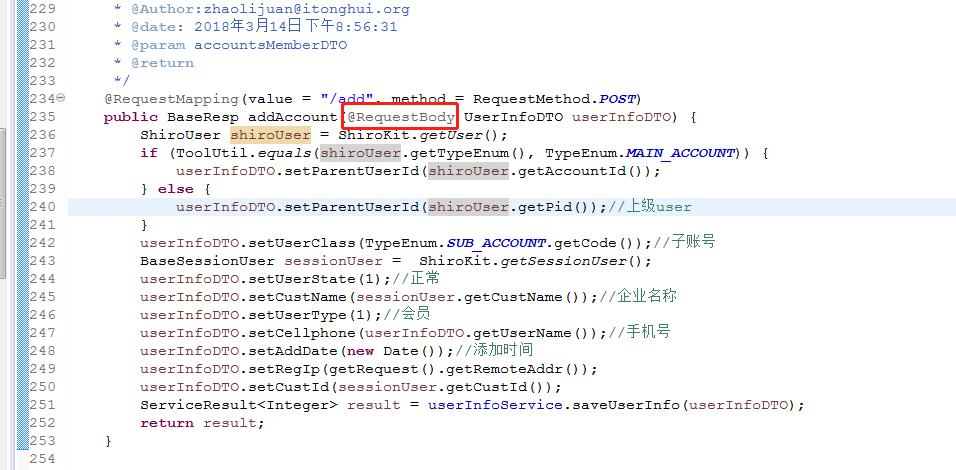 229 * @Author:zhaolijuan@itonghui.org
230 * @date: 2018年3月14日 下午8:56:31
231 * @param accountsMemberDTO
232 * @return
233 */
234 @RequestMapping(value = "/add", method = RequestMethod.POST)
235 public BaseResp addAccount(@RequestBody UserInfoDTO userInfoDTO) {
236 ShiroUser shiroUser = ShiroKit.getUser();
237 if (ToolUtil.equals(shiroUser.getTypeEnum(), TypeEnum.MAIN_ACCOUNT)) {
238 userInfoDTO.setParentUserId(shiroUser.getAccountId());
239 } else {
240 userInfoDTO.setParentUserId(shiroUser.getPid());//上级user
241 }
242 userInfoDTO.setUserClass(TypeEnum.SUB_ACCOUNT.getCode());//子账号
243 BaseSessionUser sessionUser = ShiroKit.getSessionUser();
244 userInfoDTO.setUserState(1);//正常
245 userInfoDTO.setCustName(sessionUser.getCustName());//企业名称
246 userInfoDTO.setUserType(1);//会员
247 userInfoDTO.setCellphone(userInfoDTO.getUserName());//手机号
248 userInfoDTO.setAddDate(new Date());//添加时间
249 userInfoDTO.setRegIp(getRequest().getRemoteAddr());
250 userInfoDTO.setCustId(sessionUser.getCustId());
251 ServiceResult<Integer> result = userInfoService.saveUserInfo(userInfoDTO);
252 return result;
253 }
254